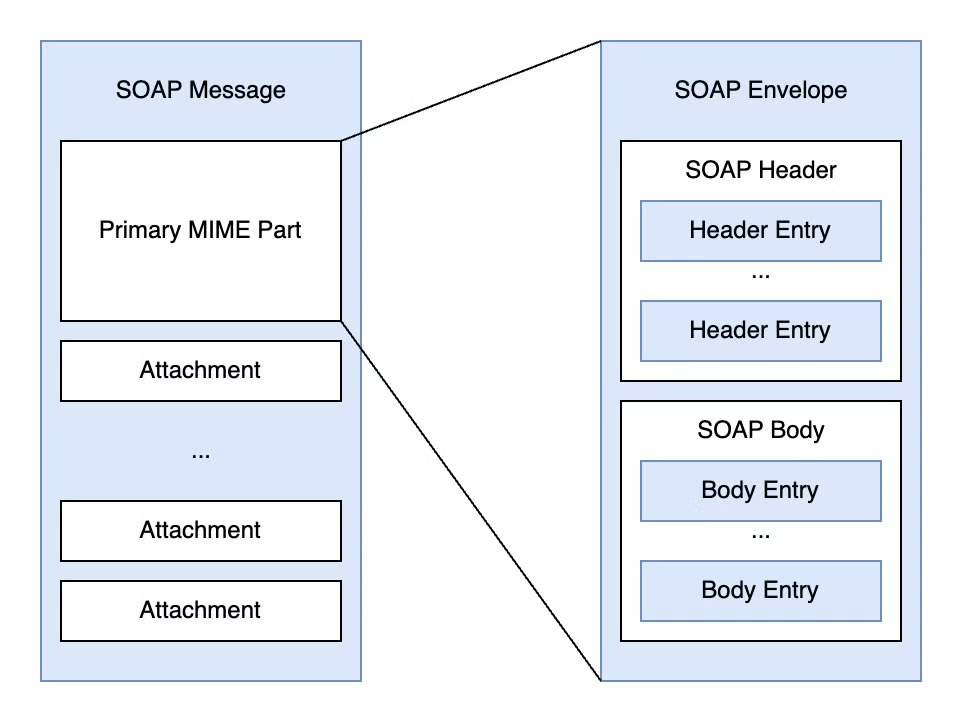 SOAP Message
Primary MIME Part
Attachment
...
Attachment
Attachment
SOAP Envelope
SOAP Header
Header Entry
...
Header Entry
SOAP Body
Body Entry
...
Body Entry